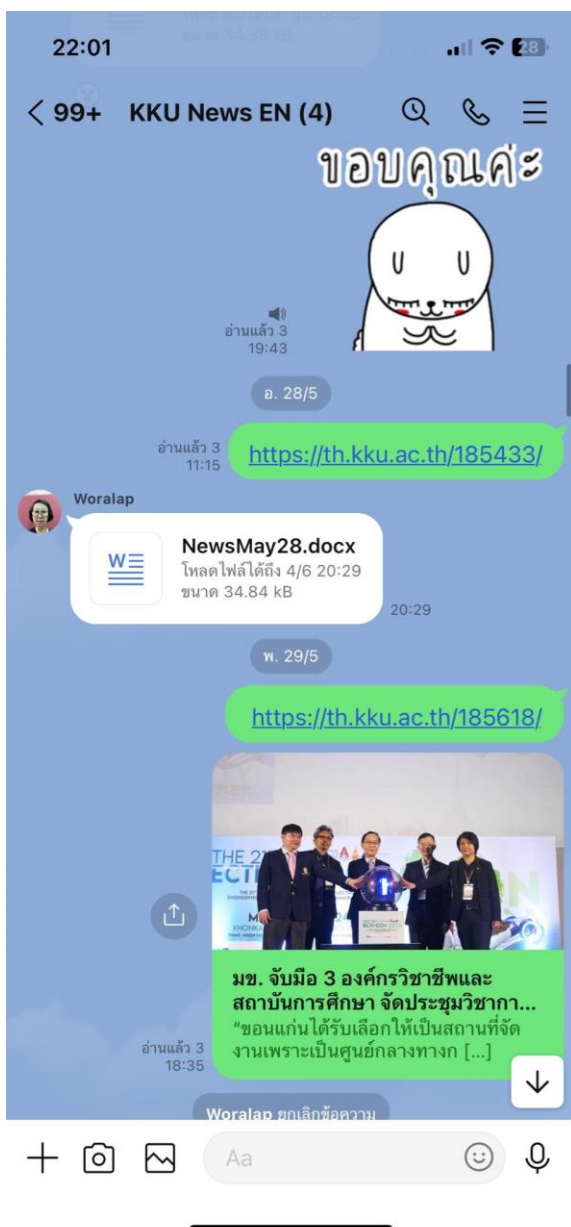 22:01
28
99+ KKU News EN (4)
ขอบคุณค่ะ
อ่านแล้ว 3
19:43
อ. 28/5
อ่านแล้ว 3
11:15
https://th.kku.ac.th/185433/
Woralap
W
NewsMay28.docx
โหลดไฟล์ได้ถึง 4/6 20:29
ขนาด 34.84 kB
20:29
พ. 29/5
https://th.kku.ac.th/185618/
THE 21
มข. จับมือ 3 องค์กรวิชาชีพและ
สถาบันการศึกษา จัดประชุมวิชากา...
“ขอนแก่นได้รับเลือกให้เป็นสถานที่จัด
งานเพราะเป็นศูนย์กลางทางก [...]
อ่านแล้ว 3
18:35
Woralap ยกเลิกข้อความ
Aa